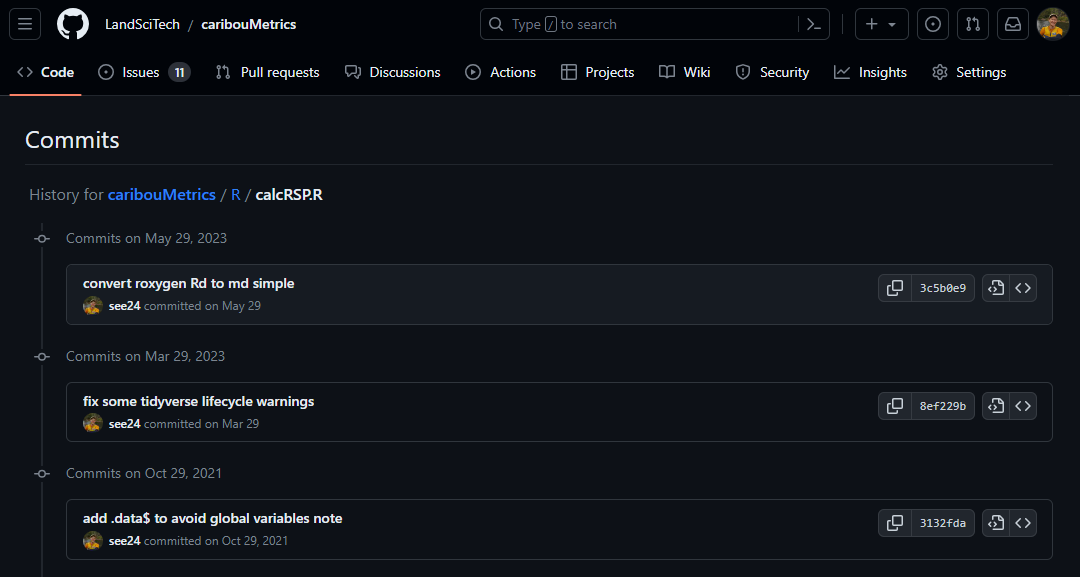 LandSciTech / caribouMetrics
Type / to search
Code Issues 11 Pull requests Discussions Actions Projects Wiki Security Insights Settings
Commits
History for caribouMetrics / R / calcRSP.R
Commits on May 29, 2023
convert roxygen Rd to md simple
see24 committed on May 29
3c5b0e9
Commits on Mar 29, 2023
fix some tidyverse lifecycle warnings
see24 committed on Mar 29
8ef229b
Commits on Oct 29, 2021
add .data$ to avoid global variables note
see24 committed on Oct 29, 2021
3132fda